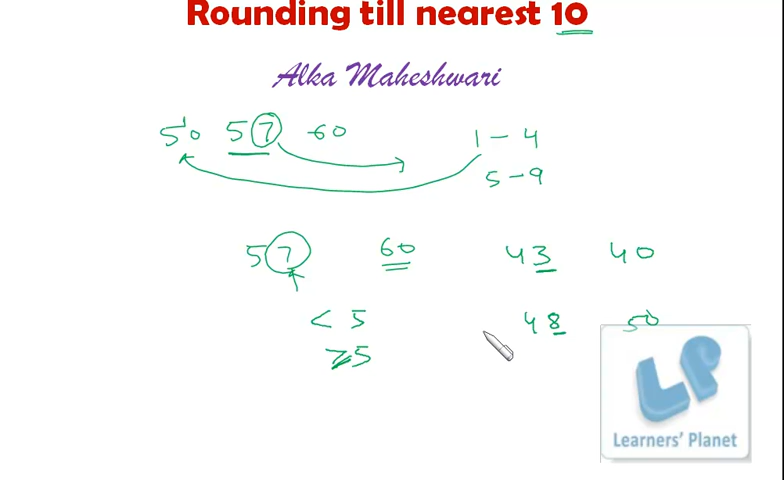 Rounding till nearest 10
Alka Maheshwari
50 57 60 1 - 4
5 - 9
57 60 43 40
< 5 48 50
≥5
LP
Learners' Planet